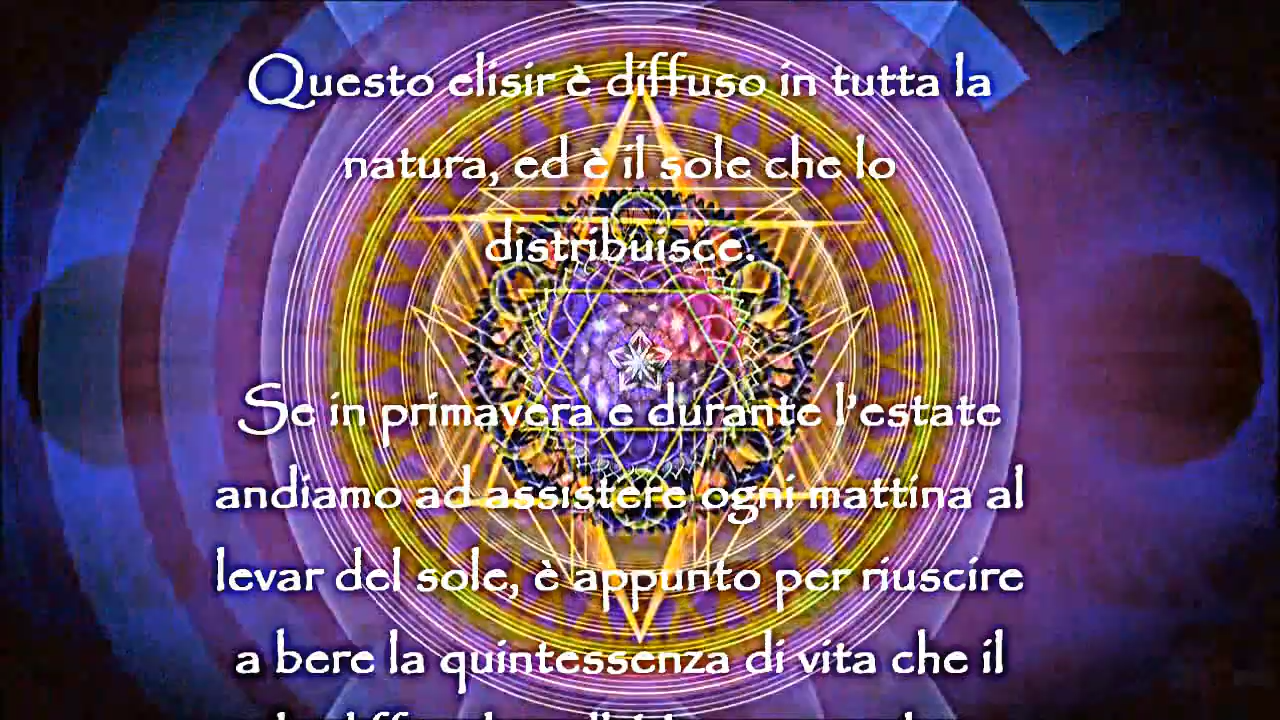 Questo elisir è diffuso in tutta la
natura, ed è il sole che lo
distribuisce.
Se in primavera e durante l'estate
andiamo ad assistere ogni mattina al
levar del sole, è appunto per riuscire
a bere la quintessenza di vita che il